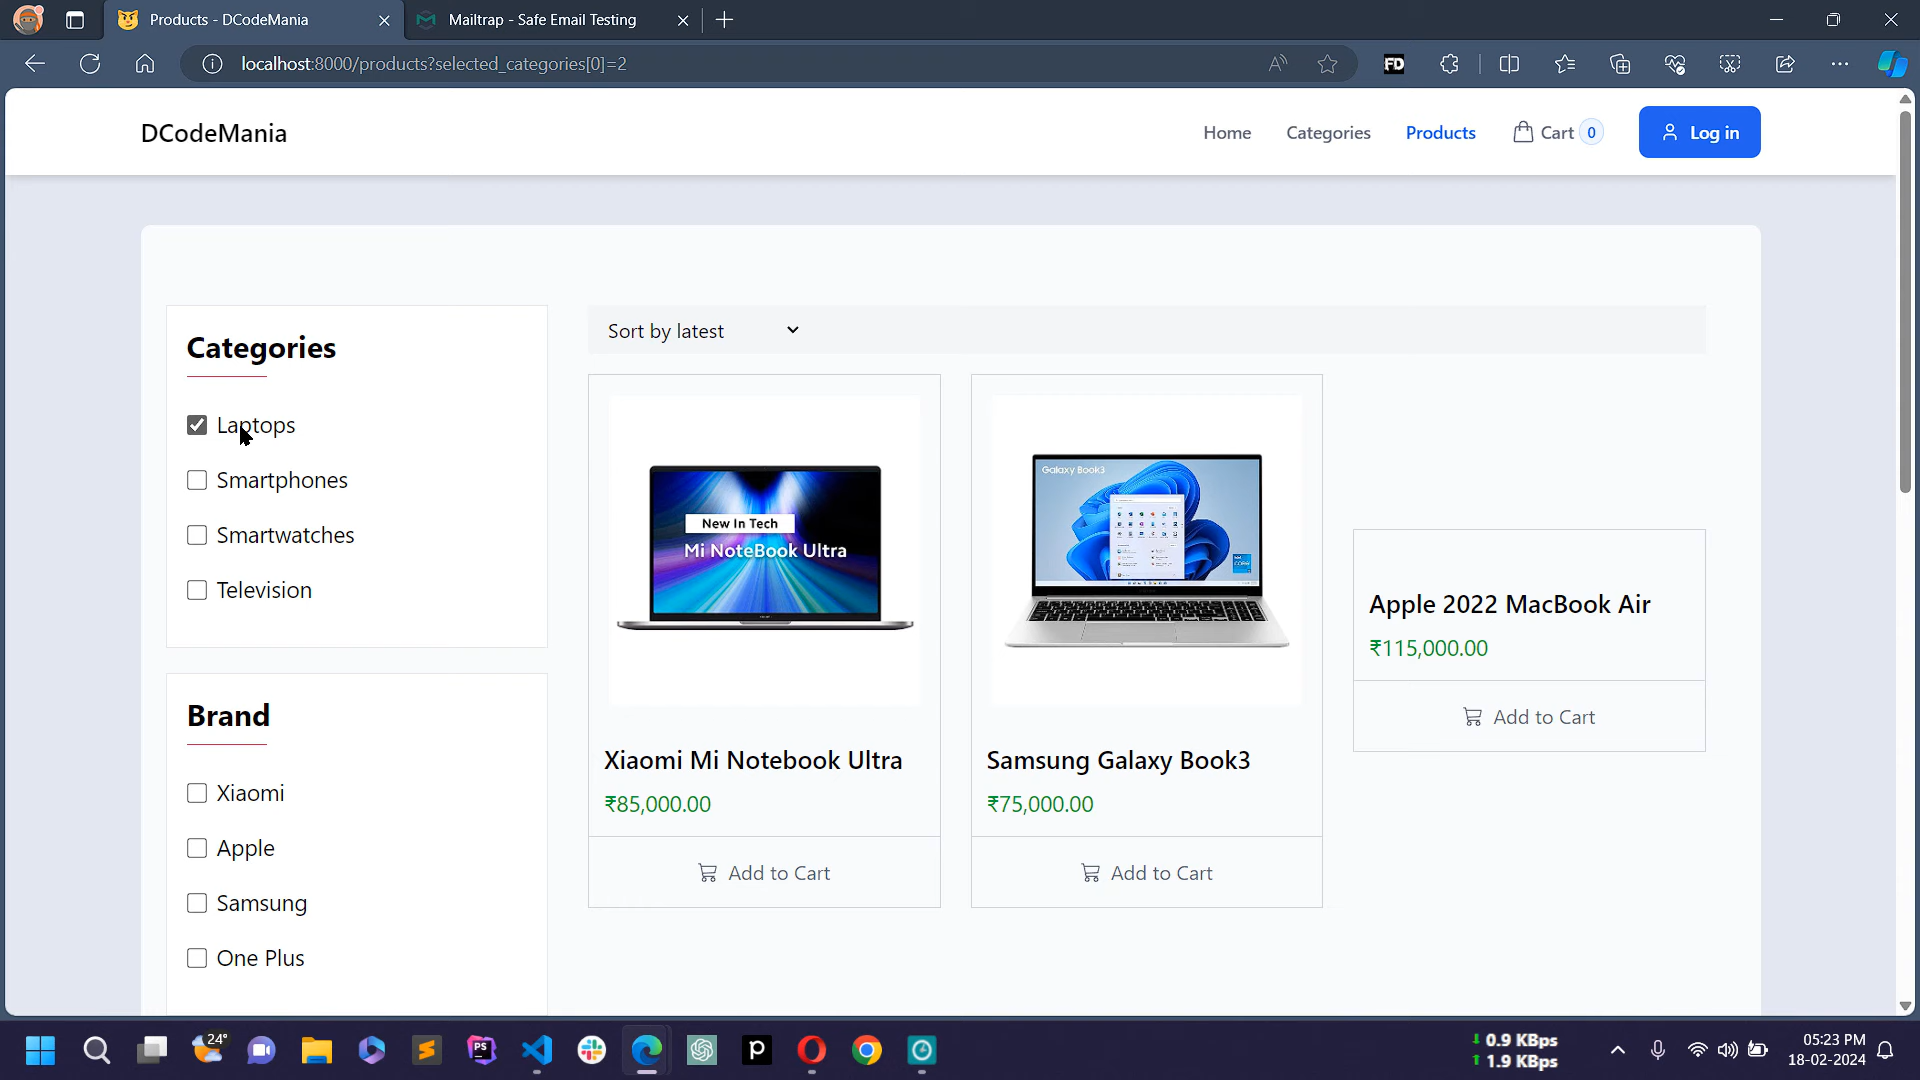 Products - DCodeMania
Mailtrap - Safe Email Testing
localhost:8000/products?selected_categories[0]=2
FD
DCodeMania
Home
Categories
Products
Cart 0
Log in
Categories
Laptops
Smartphones
Smartwatches
Television
Brand
Xiaomi
Apple
Samsung
One Plus
Sort by latest
New In Tech
Mi NoteBook Ultra
Xiaomi Mi Notebook Ultra
₹85,000.00
Add to Cart
Galaxy Book3
Samsung Galaxy Book3
₹75,000.00
Add to Cart
Apple 2022 MacBook Air
₹115,000.00
Add to Cart
24°
PS
P
0.9 KBps
1.9 KBps
05:23 PM
18-02-2024